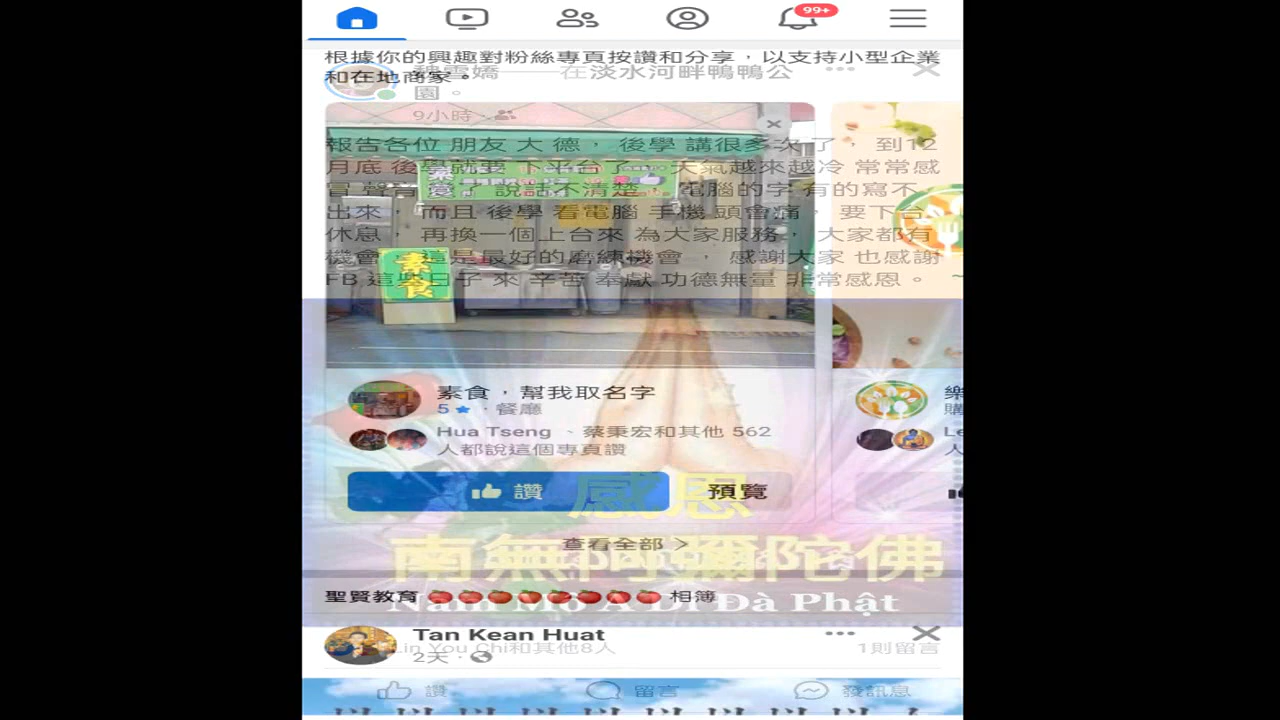 99+
根據你的興趣對粉絲專頁按讚和分享，以支持小型企業
和在地商家。
魏雪嬌 —— 在淡水河畔鴨鴨公
園。
9小時
報告各位 朋友 大 德， 後學 講很多次 了， 到12
月底 後學就要 下平台了， 天氣越來越冷 常常感
冒 聲音 變了 說話不清楚， 電腦的字 有的寫不
出來， 而且 後學 看電腦 手機 頭會痛， 要下台
休息， 再換一個上台來 為大家服務， 大家都有
機會， 這是最好的磨練機會 ， 感謝大家 也感謝
FB 這些日子 來 辛苦 奉獻 功德無量 非常感恩。 ~
素食
素食，幫我取名字
5 ★ · 餐廳
Hua Tseng 、蔡秉宏和其他 562
人都說這個專頁讚
樂
購
Le
人
讚
預覽
感恩
查看全部
南無阿彌陀佛
聖賢教育 🍎🍎🍎🍎🍎🍎🍎🍎 相簿
Nam Mô A Di Đà Phật
Tan Kean Huat
Lin You Chi和其他8人
1則留言
2天 ·
讚
留言
發訊息